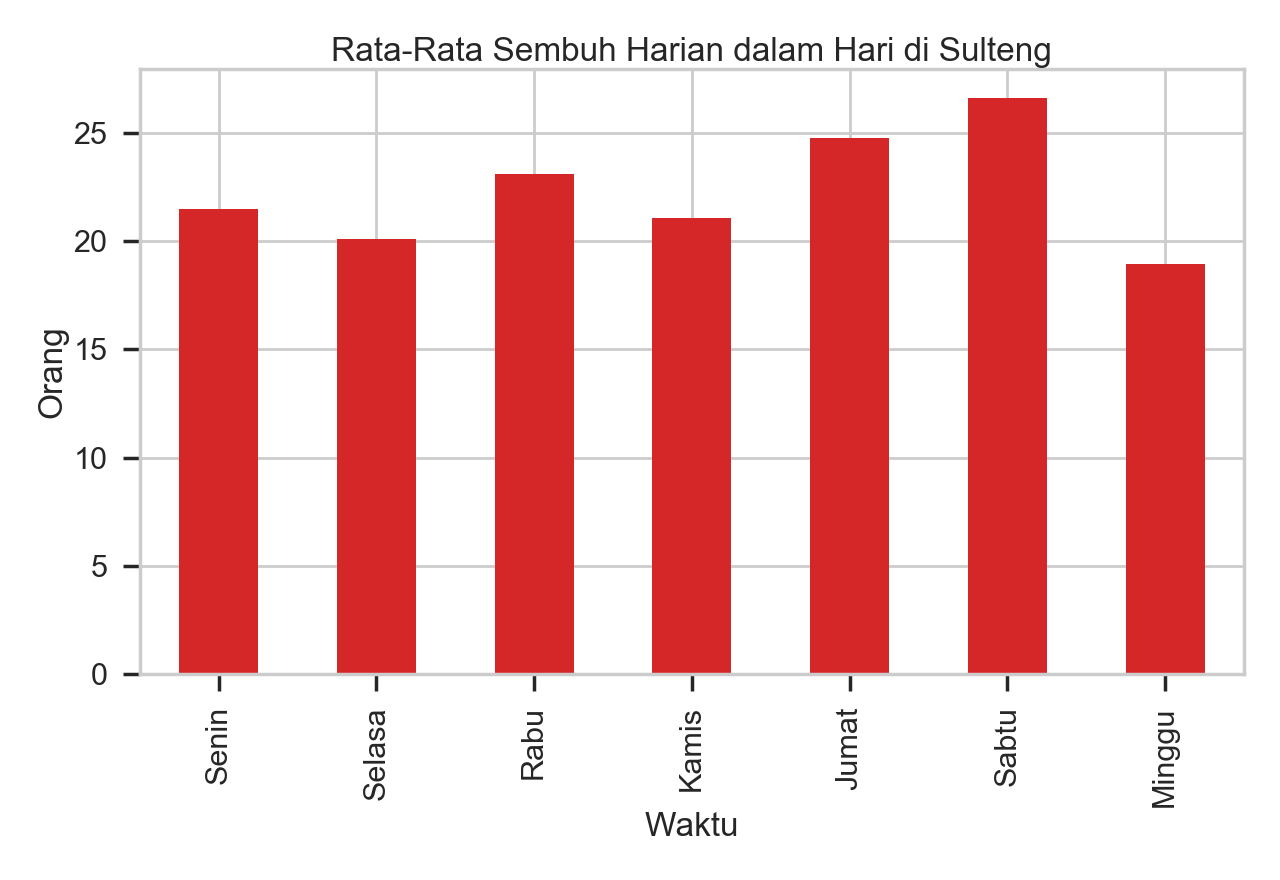 Rata-Rata Sembuh Harian dalam Hari di Sulteng
Orang
25
20
15
10
5
0
Senin
Selasa
Rabu
Kamis
Jumat
Sabtu
Minggu
Waktu